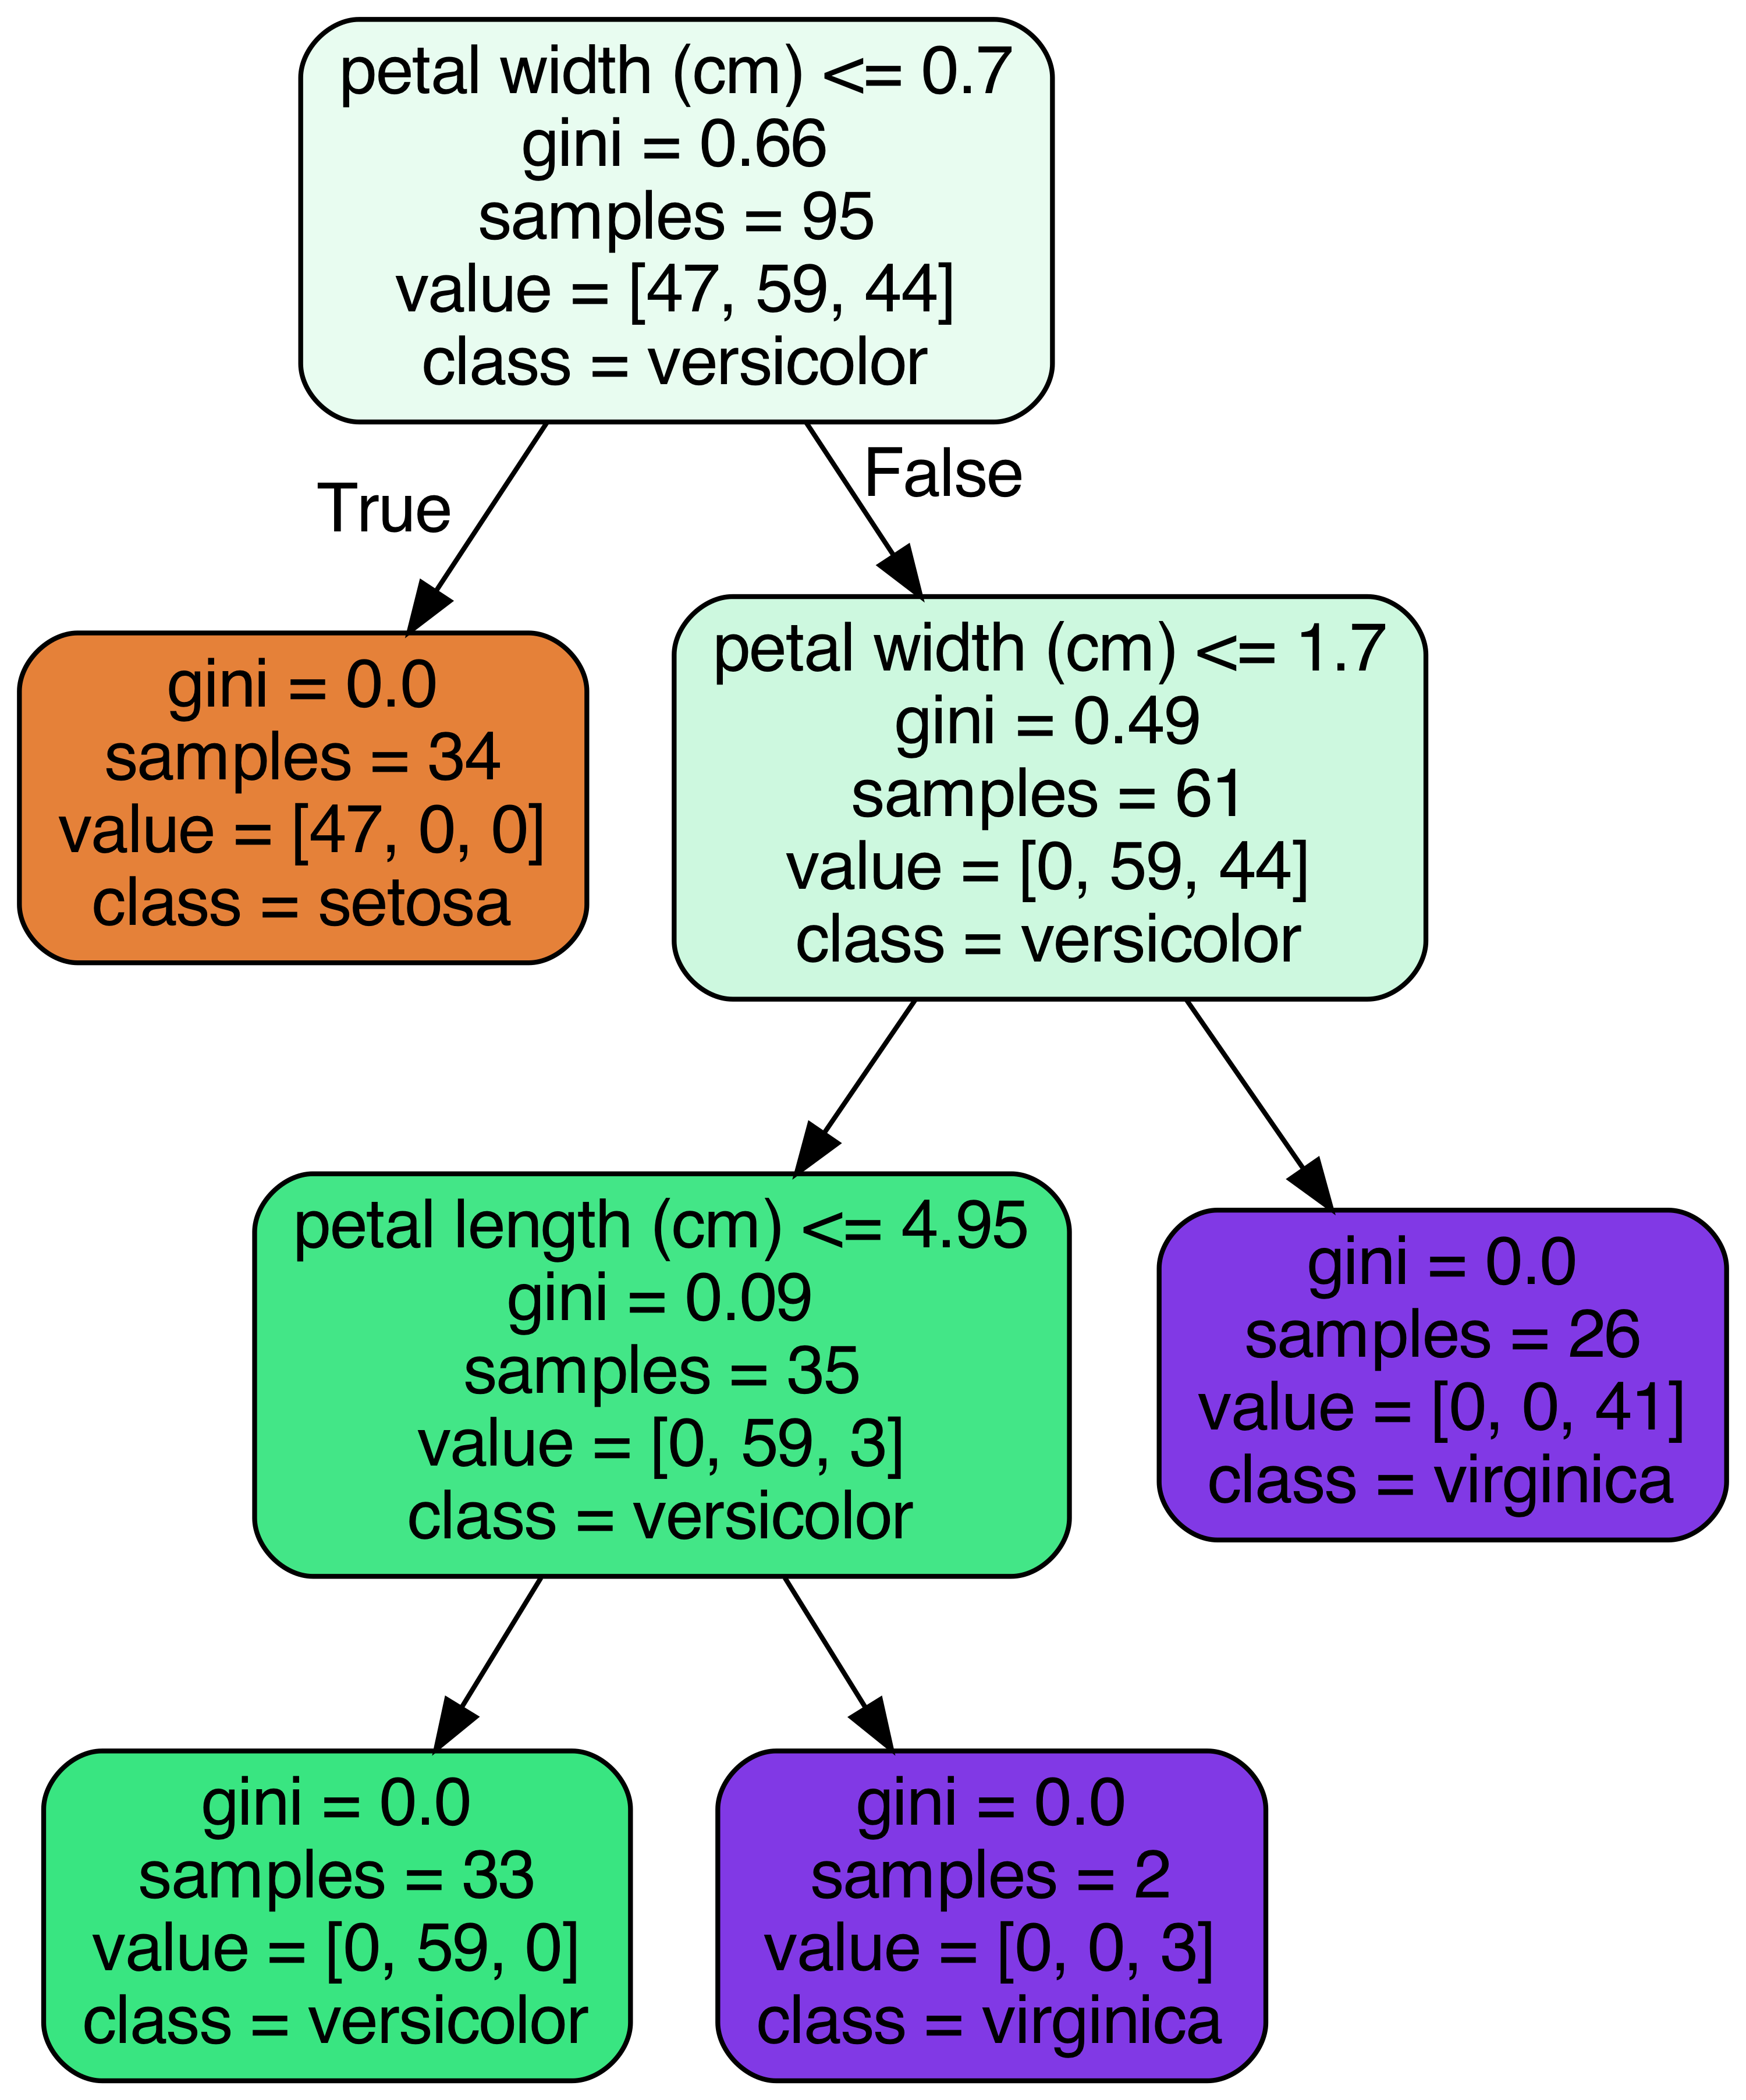 petal width (cm) <= 0.7
gini = 0.66
samples = 95
value = [47, 59, 44]
class = versicolor
True
False
gini = 0.0
samples = 34
value = [47, 0, 0]
class = setosa
petal width (cm) <= 1.7
gini = 0.49
samples = 61
value = [0, 59, 44]
class = versicolor
petal length (cm) <= 4.95
gini = 0.09
samples = 35
value = [0, 59, 3]
class = versicolor
gini = 0.0
samples = 26
value = [0, 0, 41]
class = virginica
gini = 0.0
samples = 33
value = [0, 59, 0]
class = versicolor
gini = 0.0
samples = 2
value = [0, 0, 3]
class = virginica